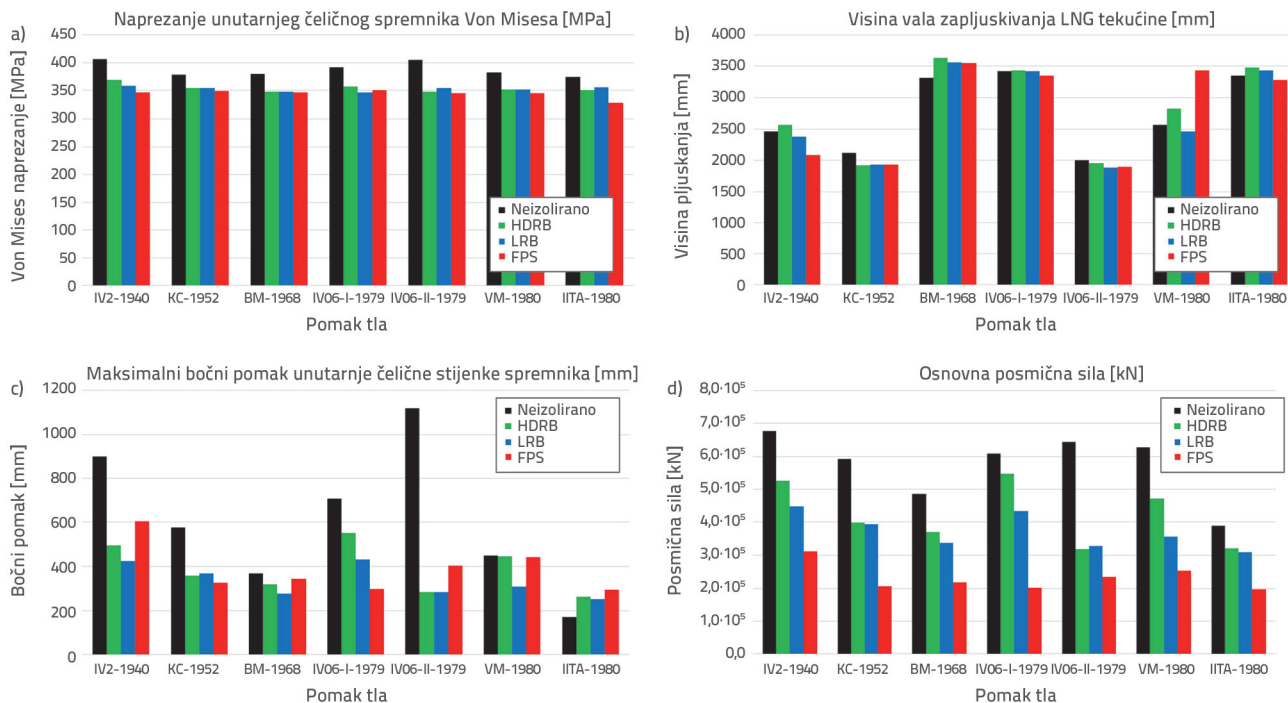 a)
Naprezanje unutarnjeg čeličnog spremnika Von Misesa [MPa]
Von Mises naprezanje [MPa]
450
400
350
300
250
200
150
100
50
0
Neizolirano
HDRB
LRB
FPS
IV2-1940 KC-1952 BM-1968 IV06-I-1979 IV06-II-1979 VM-1980 IITA-1980
Pomak tla
b)
Visina vala zapljuskivanja LNG tekućine [mm]
Visina pljuskanja [mm]
4000
3500
3000
2500
2000
1500
1000
500
0
Neizolirano
HDRB
LRB
FPS
IV2-1940 KC-1952 BM-1968 IV06-I-1979 IV06-II-1979 VM-1980 IITA-1980
Pomak tla
c)
Maksimalni bočni pomak unutarnje čelične stijenke spremnika [mm]
Bočni pomak [mm]
1200
1000
800
600
400
200
0
Neizolirano
HDRB
LRB
FPS
IV2-1940 KC-1952 BM-1968 IV06-I-1979 IV06-II-1979 VM-1980 IITA-1980
Pomak tla
d)
Osnovna posmična sila [kN]
Posmična sila [kN]
8,0·10⁵
7,0·10⁵
6,0·10⁵
5,0·10⁵
4,0·10⁵
3,0·10⁵
2,0·10⁵
1,0·10⁵
0,0
Neizolirano
HDRB
LRB
FPS
IV2-1940 KC-1952 BM-1968 IV06-I-1979 IV06-II-1979 VM-1980 IITA-1980
Pomak tla